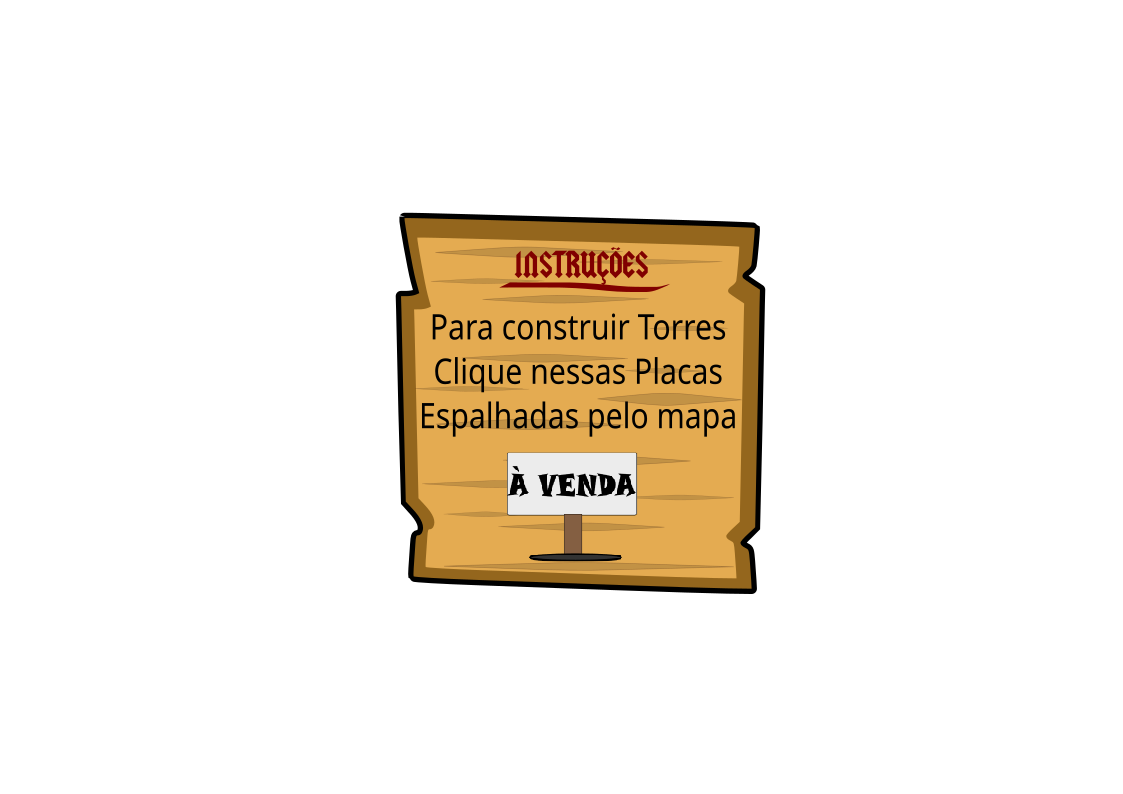 INSTRUÇÕES
Para construir Torres
Clique nessas Placas
Espalhadas pelo mapa
À VENDA